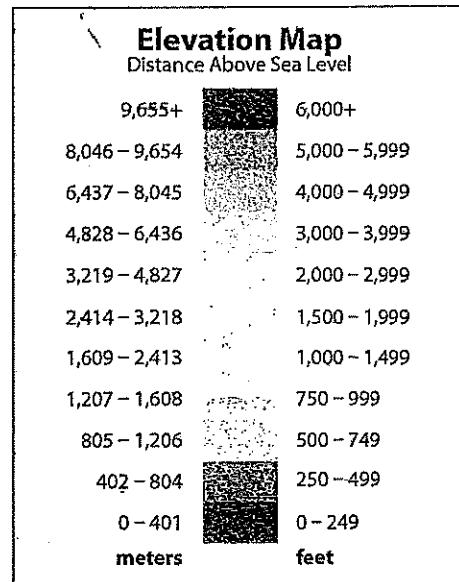 Elevation Map
Distance Above Sea Level
9,655+ 6,000+
8,046 – 9,654 5,000 – 5,999
6,437 – 8,045 4,000 – 4,999
4,828 – 6,436 3,000 – 3,999
3,219 – 4,827 2,000 – 2,999
2,414 – 3,218 1,500 – 1,999
1,609 – 2,413 1,000 – 1,499
1,207 – 1,608 750 – 999
805 – 1,206 500 – 749
402 – 804 250 – 499
0 – 401 0 – 249
meters feet